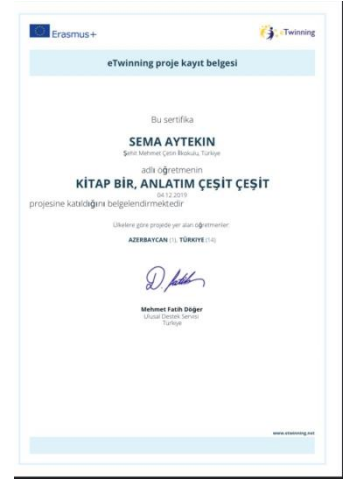 Erasmus+
eTwinning
eTwinning proje kayıt belgesi
Bu sertifika
SEMA AYTEKIN
Şehit Mehmet Çetin İlkokulu, Türkiye
adlı öğretmenin
KİTAP BİR, ANLATIM ÇEŞİT ÇEŞİT
04.12.2019
projesine katıldığını belgelendirmektedir
Ülkelere göre projede yer alan öğretmenler:
AZERBAYCAN (1), TÜRKIYE (14)
D. fatih
Mehmet Fatih Döğer
Ulusal Destek Servisi
Türkiye
www.etwinning.net